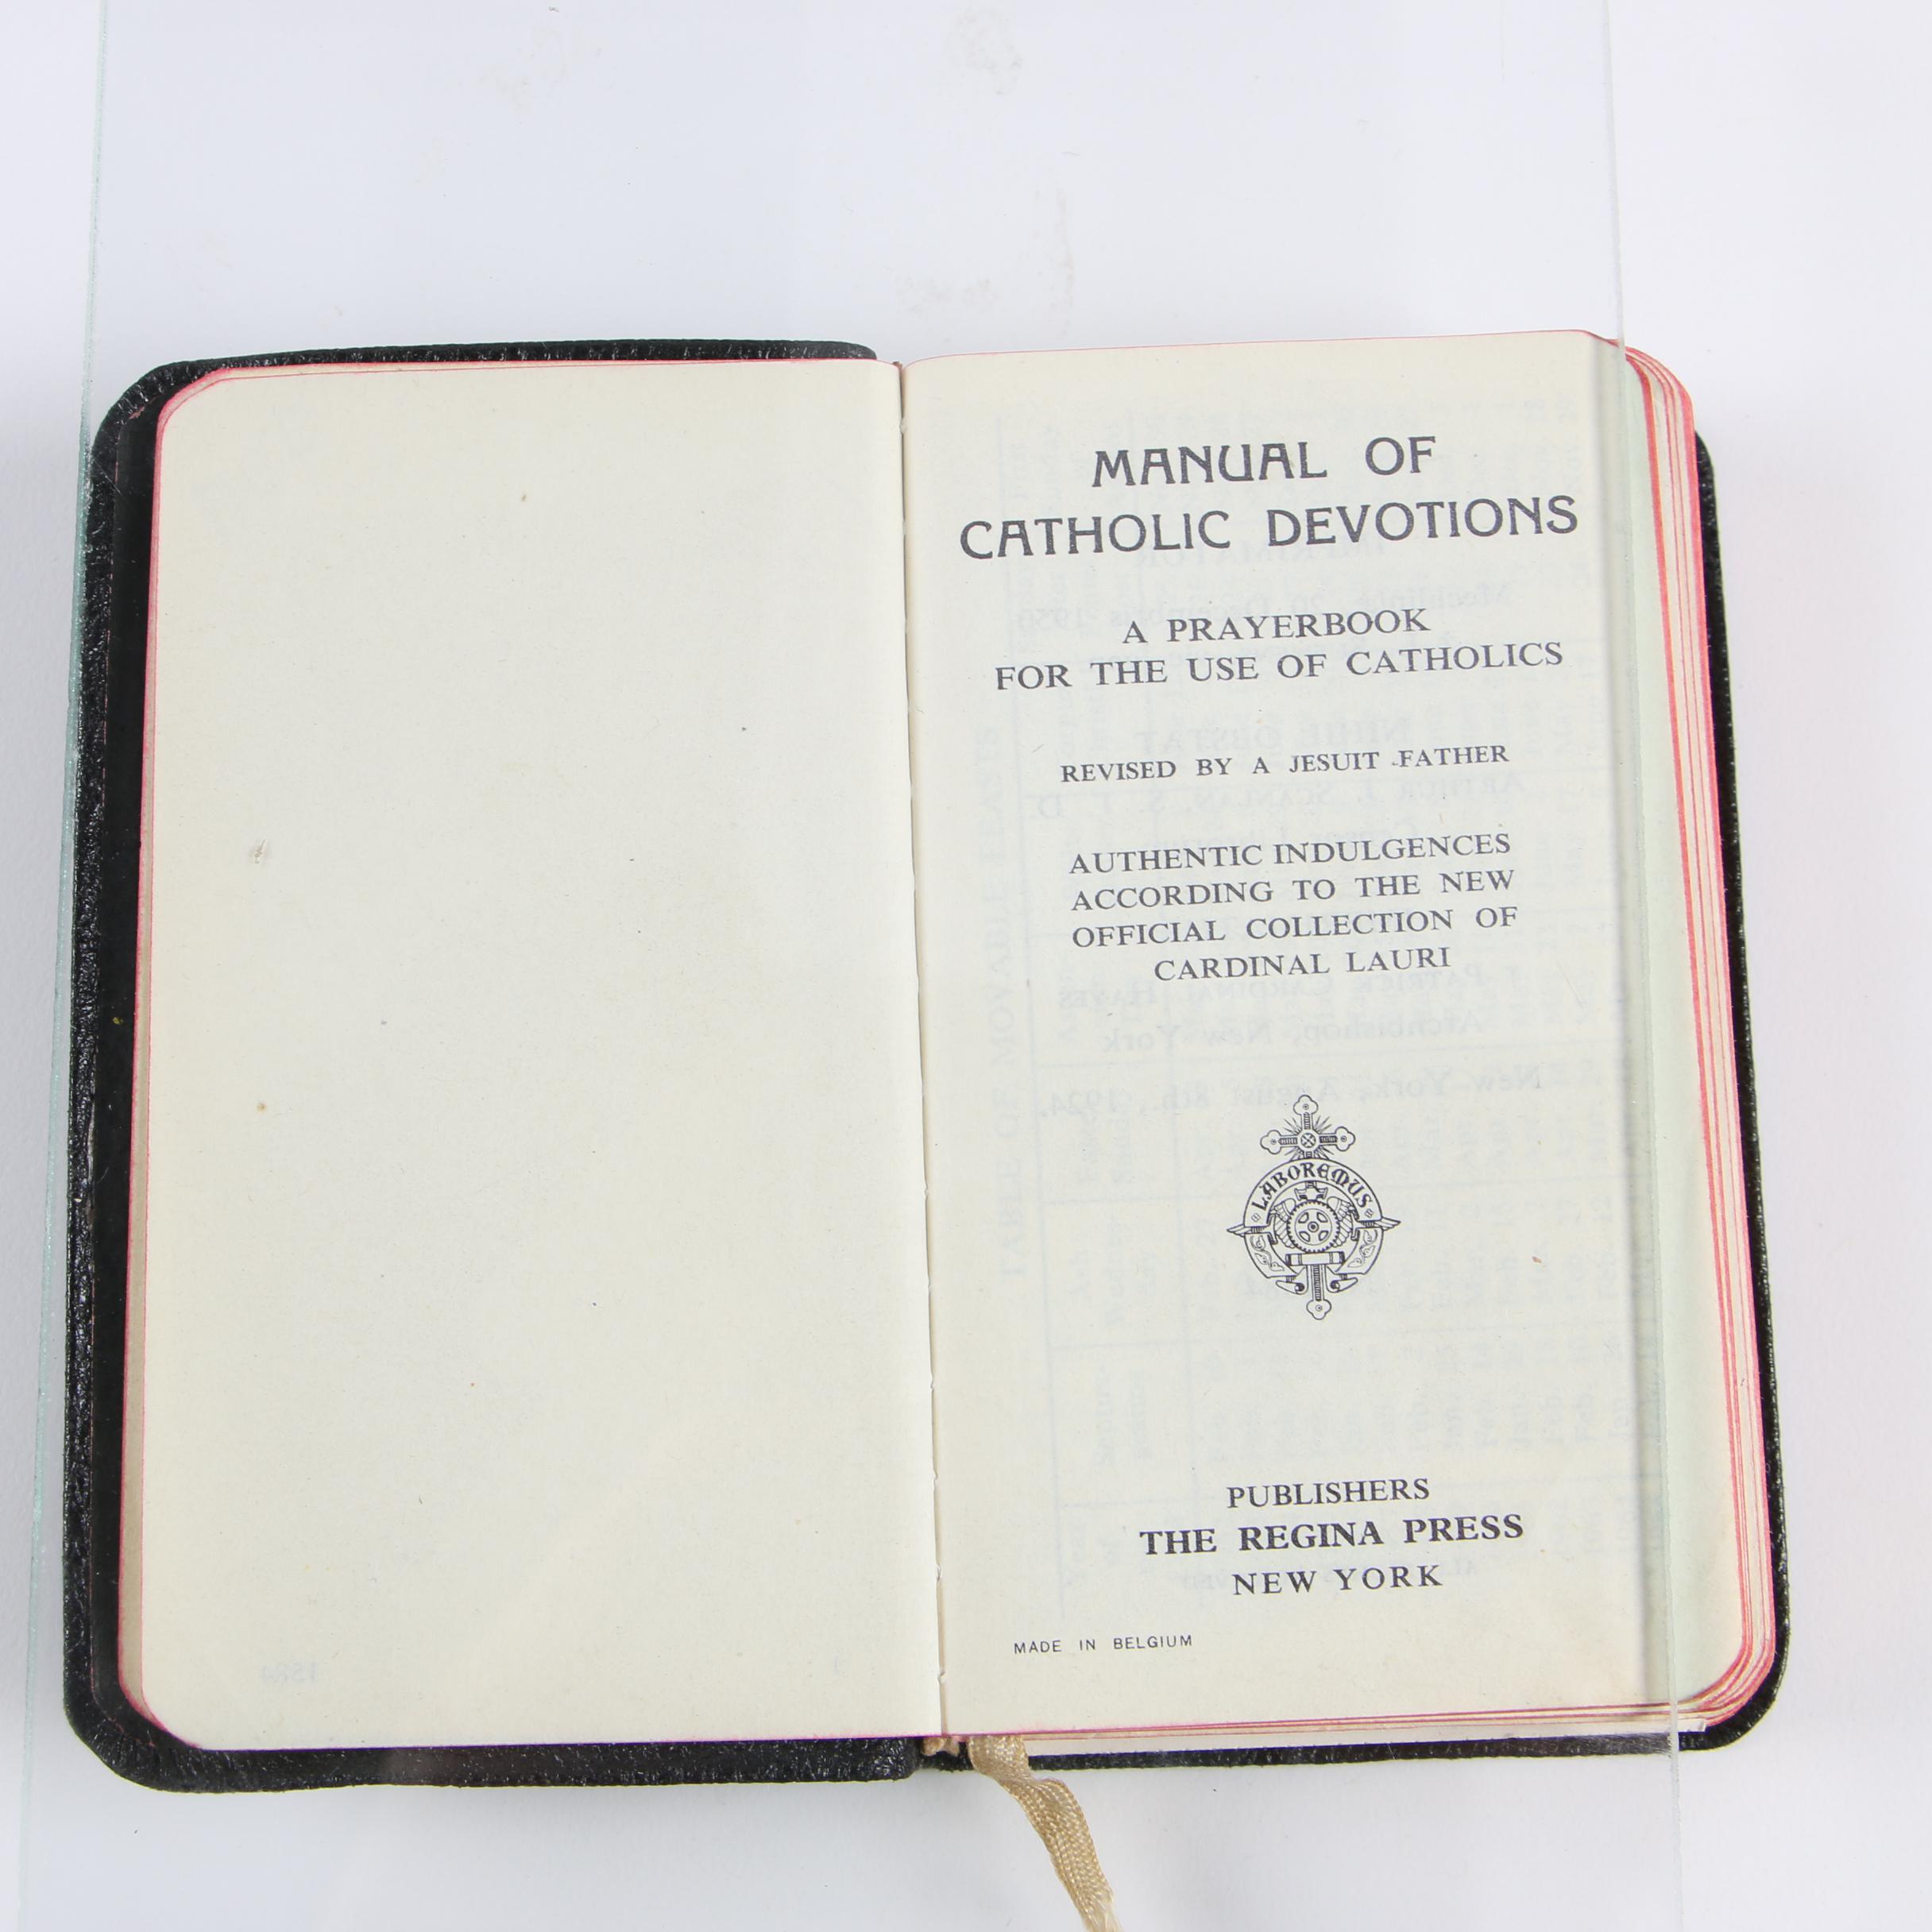 MANUAL OF
CATHOLIC DEVOTIONS
A PRAYERBOOK
FOR THE USE OF CATHOLICS
REVISED BY A JESUIT FATHER
AUTHENTIC INDULGENCES
ACCORDING TO THE NEW
OFFICIAL COLLECTION OF
CARDINAL LAURI
LABOREMUS
PUBLISHERS
THE REGINA PRESS
NEW YORK
MADE IN BELGIUM